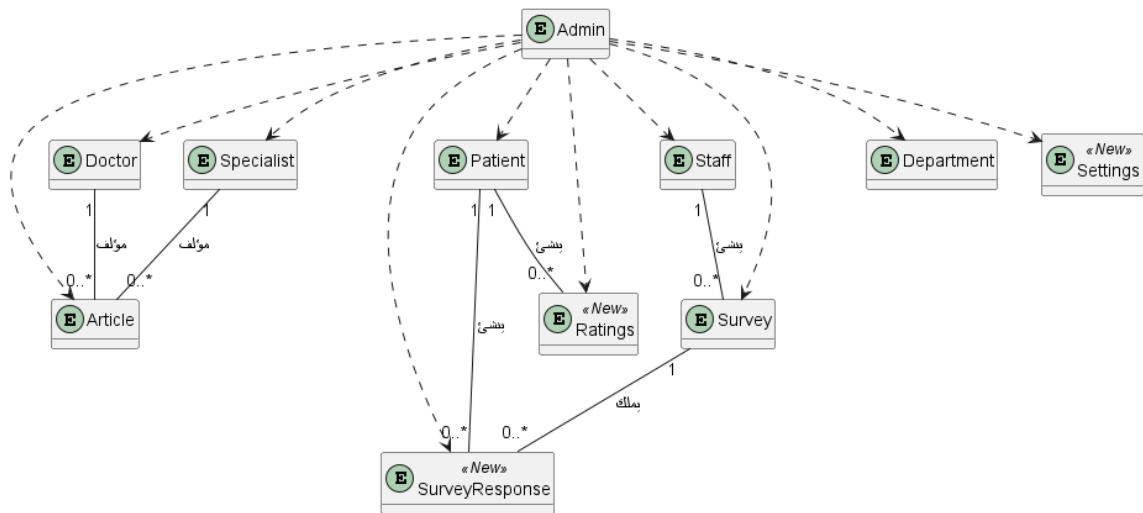 E Admin
E Doctor
E Specialist
E Patient
E Staff
E Department
E «New» Settings
1
1
1
1
1
مؤلف
مؤلف
ينشئ
ينشئ
0..*
0..*
0..*
0..*
E Article
E «New» Ratings
E Survey
ينشئ
1
يملك
0..*
0..*
E «New» SurveyResponse